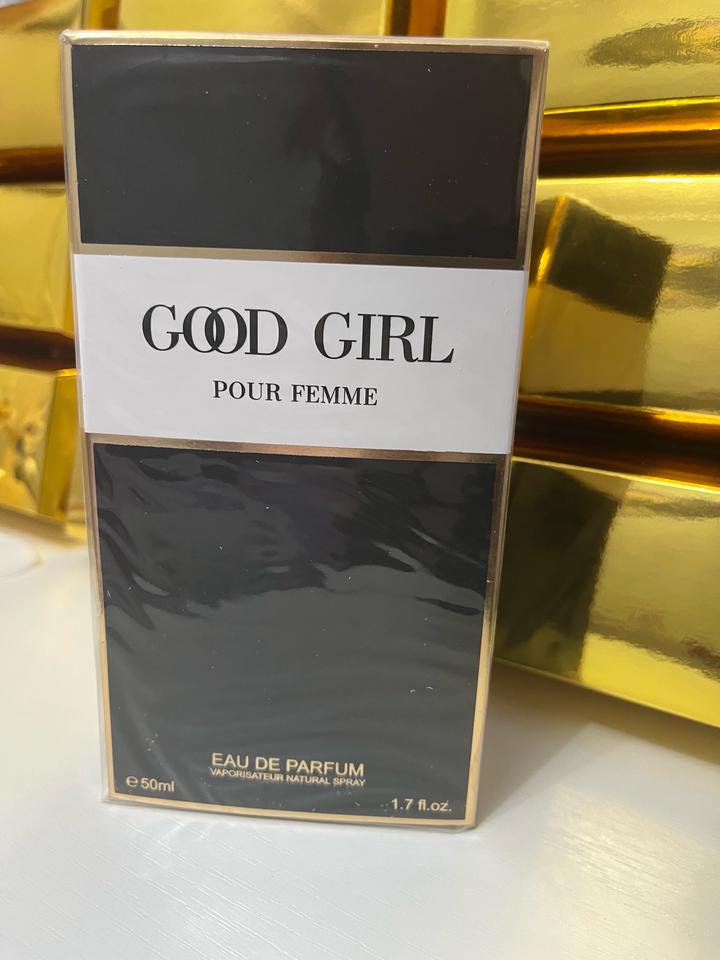 GOOD GIRL
POUR FEMME
EAU DE PARFUM
VAPORISATEUR NATURAL SPRAY
℮ 50ml
1.7 fl.oz.